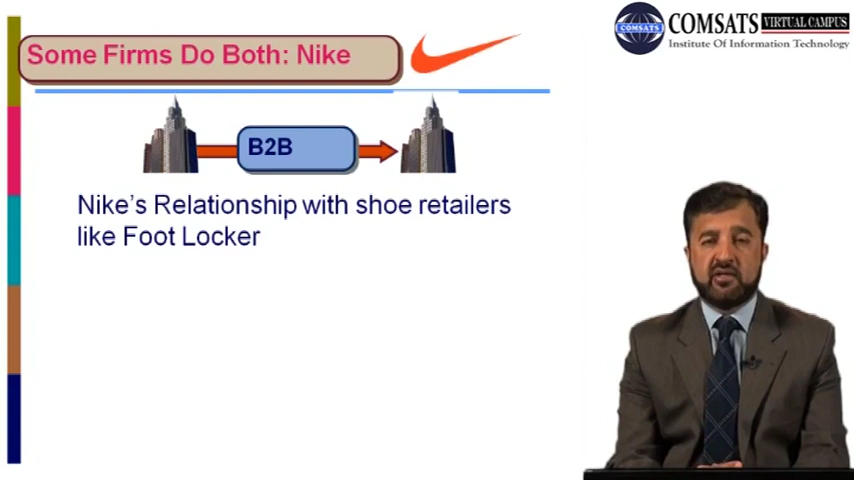 Some Firms Do Both: Nike
COMSATS VIRTUAL CAMPUS
Institute Of Information Technology
COMSATS
B2B
Nike's Relationship with shoe retailers
like Foot Locker